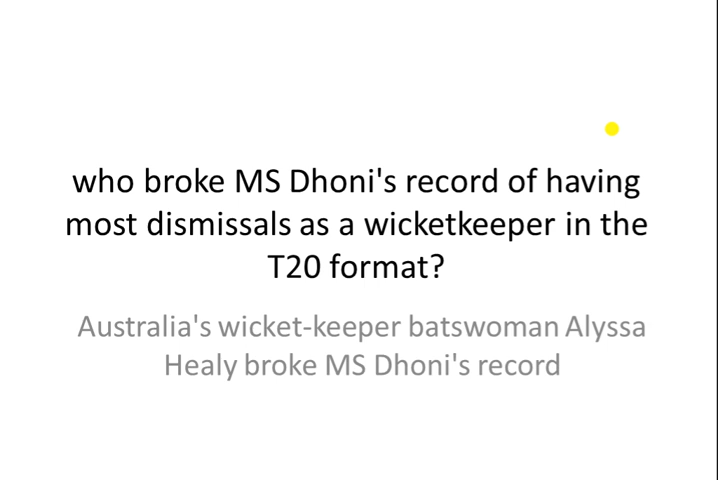 who broke MS Dhoni's record of having
most dismissals as a wicketkeeper in the
T20 format?
Australia's wicket-keeper batswoman Alyssa
Healy broke MS Dhoni's record